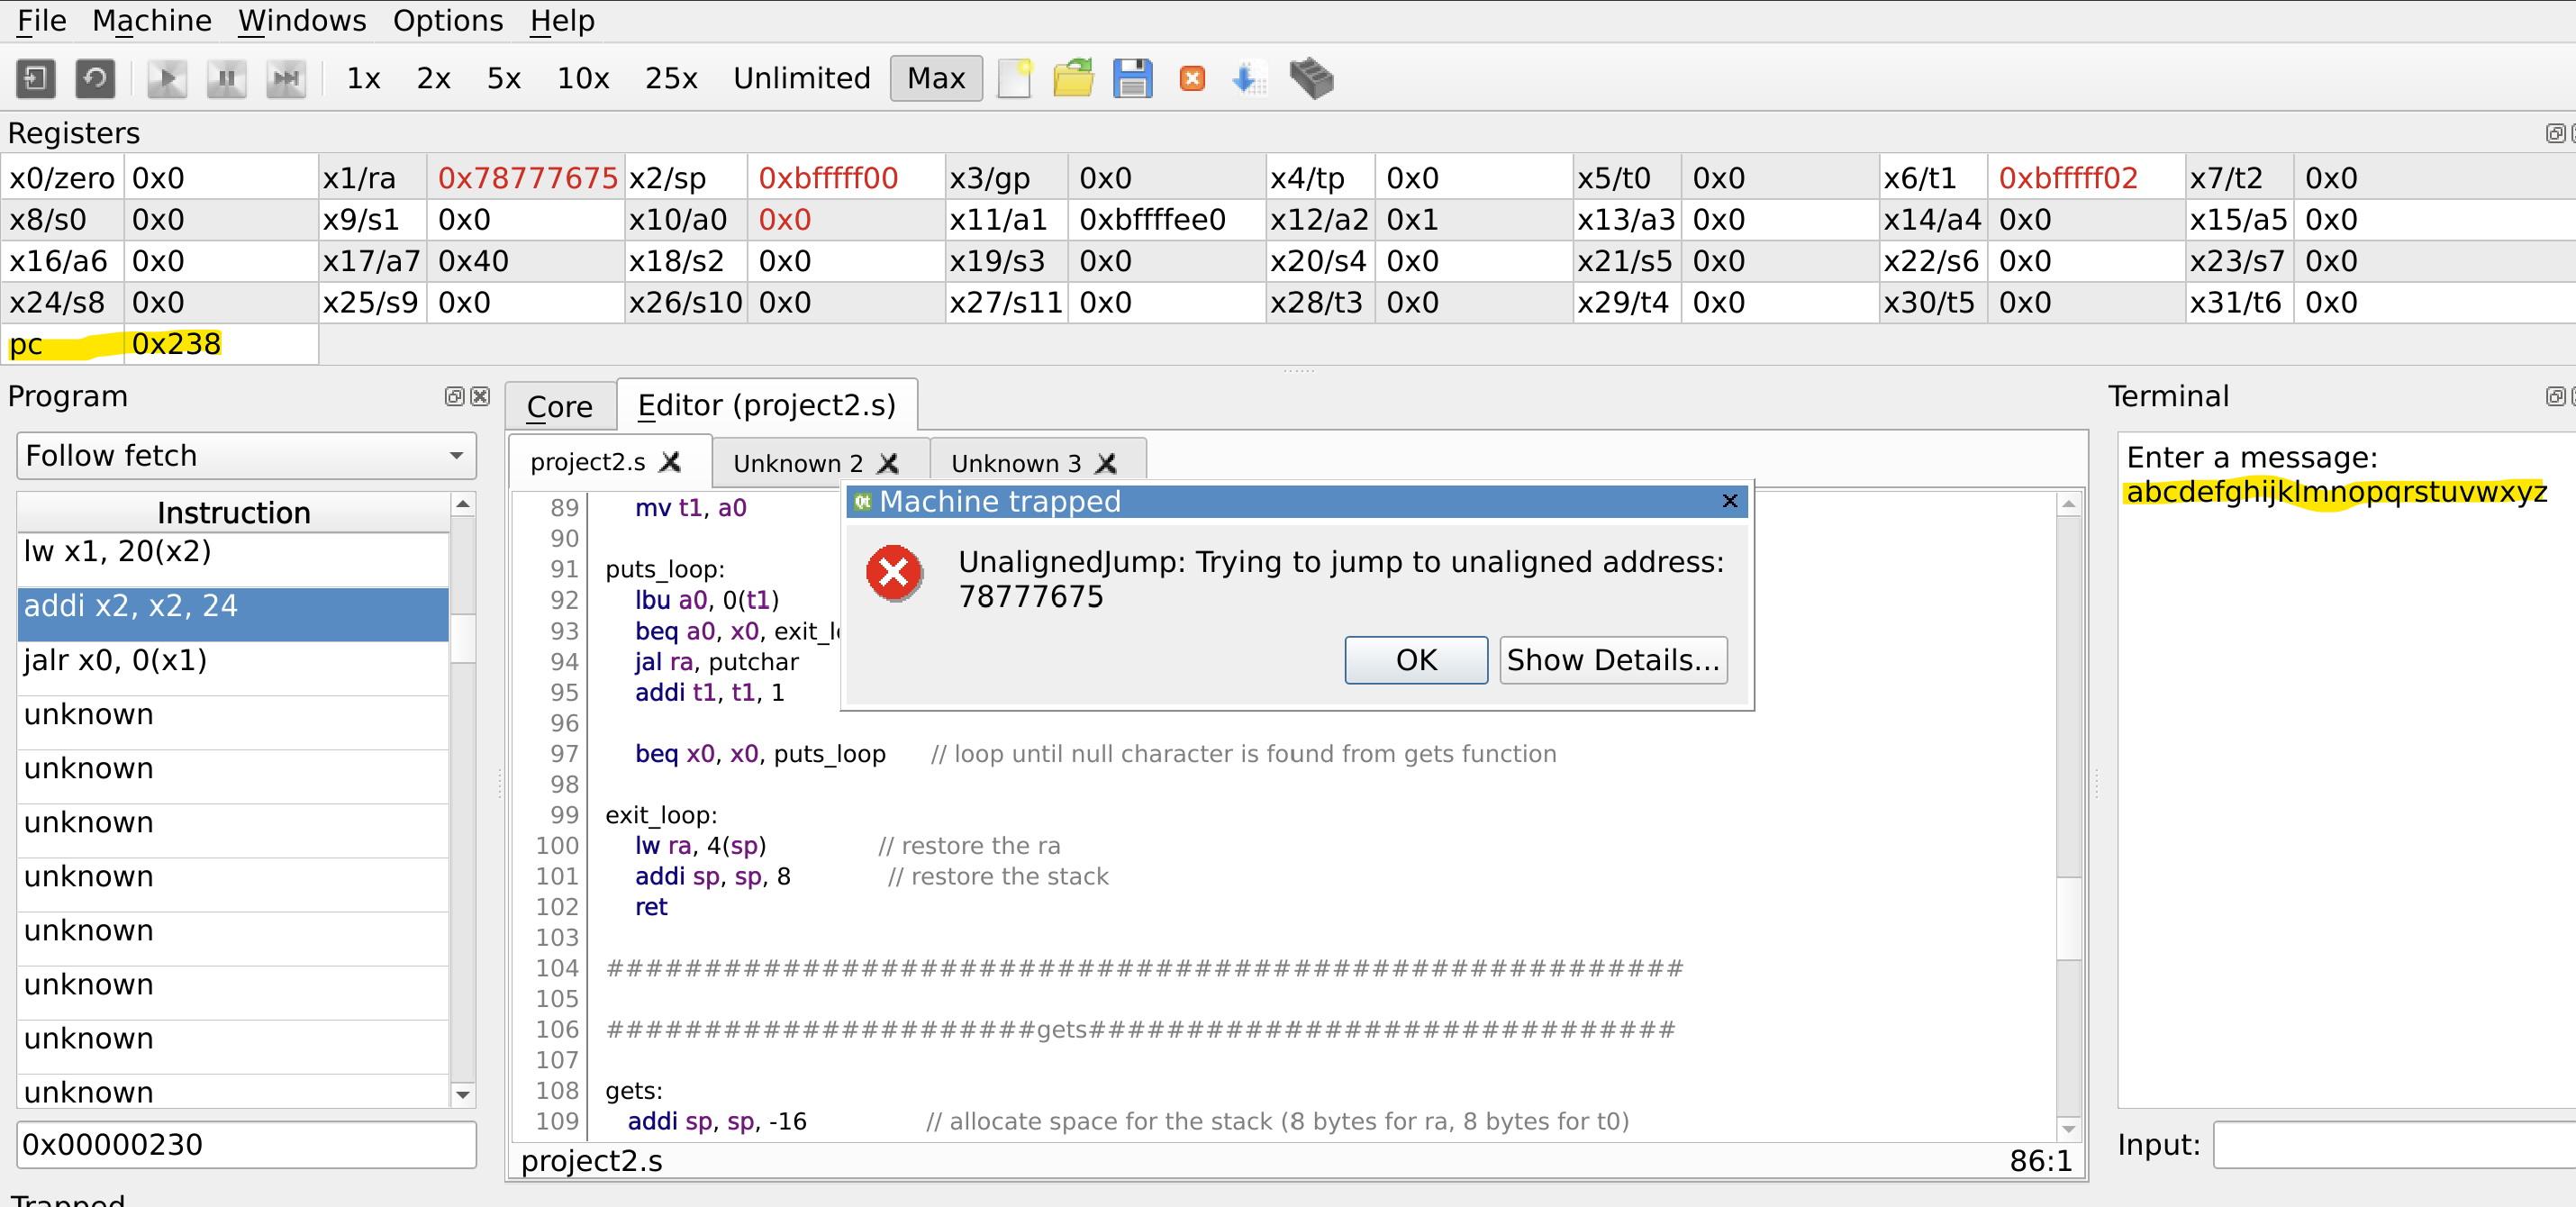 File Machine Windows Options Help
1x 2x 5x 10x 25x Unlimited Max
Registers
x0/zero 0x0 x1/ra 0x78777675 x2/sp 0xbfffff00 x3/gp 0x0 x4/tp 0x0 x5/t0 0x0 x6/t1 0xbfffff02 x7/t2 0x0
x8/s0 0x0 x9/s1 0x0 x10/a0 0x0 x11/a1 0xbffffee0 x12/a2 0x1 x13/a3 0x0 x14/a4 0x0 x15/a5 0x0
x16/a6 0x0 x17/a7 0x40 x18/s2 0x0 x19/s3 0x0 x20/s4 0x0 x21/s5 0x0 x22/s6 0x0 x23/s7 0x0
x24/s8 0x0 x25/s9 0x0 x26/s10 0x0 x27/s11 0x0 x28/t3 0x0 x29/t4 0x0 x30/t5 0x0 x31/t6 0x0
pc 0x238
Program
Follow fetch
Instruction
lw x1, 20(x2)
addi x2, x2, 24
jalr x0, 0(x1)
unknown
unknown
unknown
unknown
unknown
unknown
unknown
unknown
0x00000230
Trapped
Core Editor (project2.s)
project2.s Unknown 2 Unknown 3
89 mv t1, a0
90
91 puts_loop:
92 lbu a0, 0(t1)
93 beq a0, x0, exit_l
94 jal ra, putchar
95 addi t1, t1, 1
96
97 beq x0, x0, puts_loop // loop until null character is found from gets function
98
99 exit_loop:
100 lw ra, 4(sp) // restore the ra
101 addi sp, sp, 8 // restore the stack
102 ret
103
104 #######################################################
105
106 ######################gets##############################
107
108 gets:
109 addi sp, sp, -16 // allocate space for the stack (8 bytes for ra, 8 bytes for t0)
project2.s 86:1
Machine trapped
UnalignedJump: Trying to jump to unaligned address:
78777675
OK Show Details...
Terminal
Enter a message:
abcdefghijklmnopqrstuvwxyz
Input: